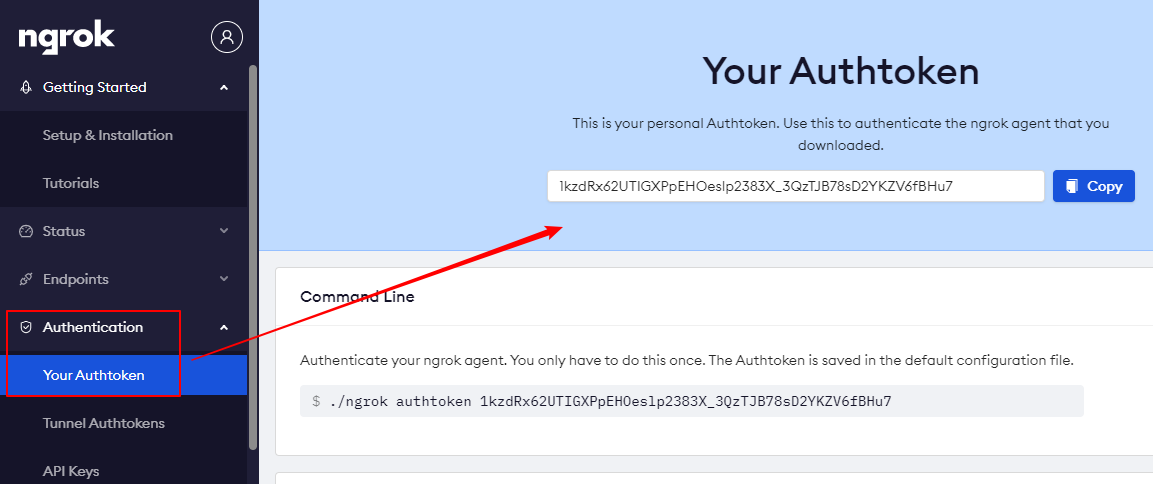 ngrok
Getting Started
Setup & Installation
Tutorials
Status
Endpoints
Authentication
Your Authtoken
Tunnel Authtokens
API Keys
Your Authtoken
This is your personal Authtoken. Use this to authenticate the ngrok agent that you
downloaded.
1kzdRx62UTIGXPpEHOeslp2383X_3QzTJB78sD2YKZV6fBHu7
Copy
Command Line
Authenticate your ngrok agent. You only have to do this once. The Authtoken is saved in the default configuration file.
$ ./ngrok authtoken 1kzdRx62UTIGXPpEHOeslp2383X_3QzTJB78sD2YKZV6fBHu7